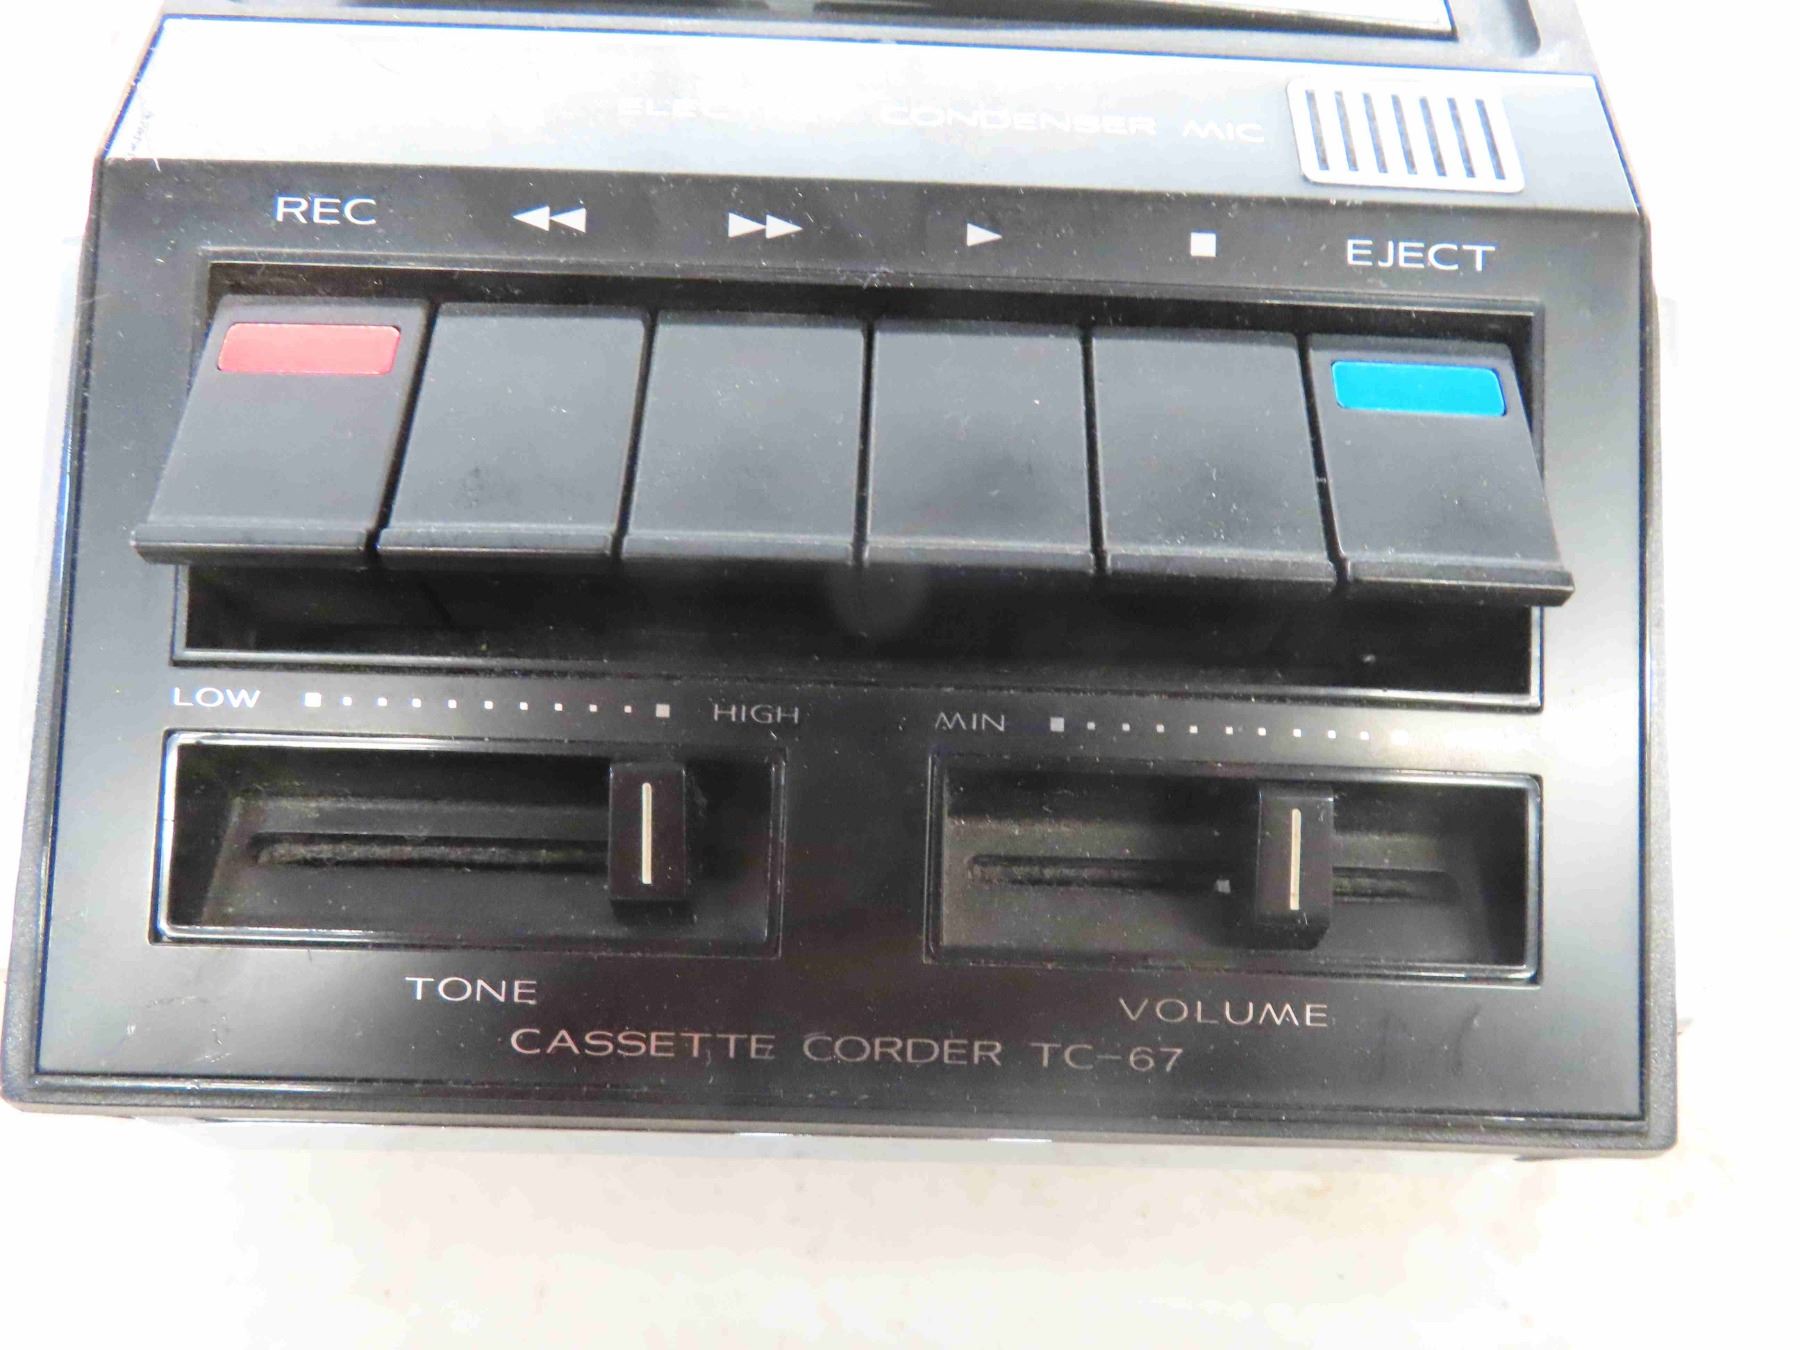 CONDENSER MIC
REC
EJECT
LOW HIGH
MIN
TONE
VOLUME
CASSETTE CORDER TC-67